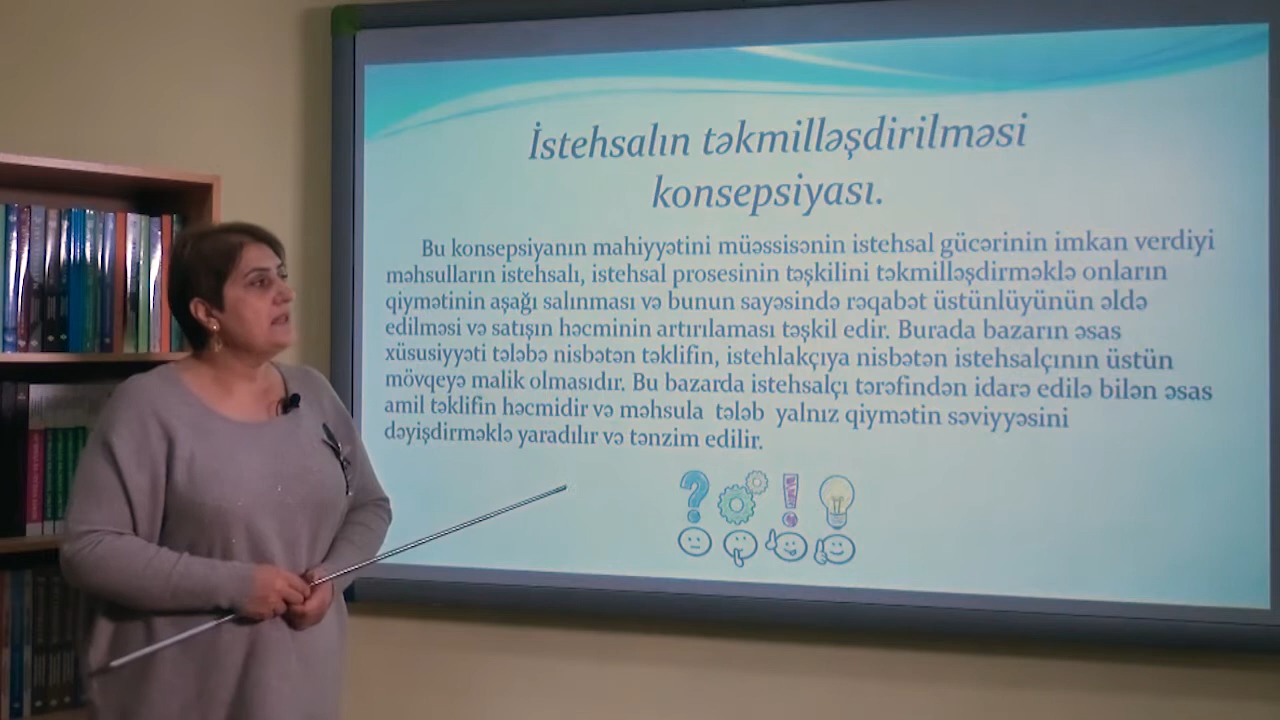 İstehsalın təkmilləşdirilməsi
konsepsiyası.
Bu konsepsiyanın mahiyyətini müəssisənin istehsal gücərinin imkan verdiyi
məhsulların istehsalı, istehsal prosesinin təşkilini təkmilləşdirməklə onların
qiymətinin aşağı salınması və bunun sayəsində rəqabət üstünlüyünün əldə
edilməsi və satışın həcminin artırılaması təşkil edir. Burada bazarın əsas
xüsusiyyəti tələbə nisbətən təklifin, istehlakçıya nisbətən istehsalçının üstün
mövqeyə malik olmasıdır. Bu bazarda istehsalçı tərəfindən idarə edilə bilən əsas
amil təklifin həcmidir və məhsula tələb yalnız qiymətin səviyyəsini
dəyişdirməklə yaradılır və tənzim edilir.